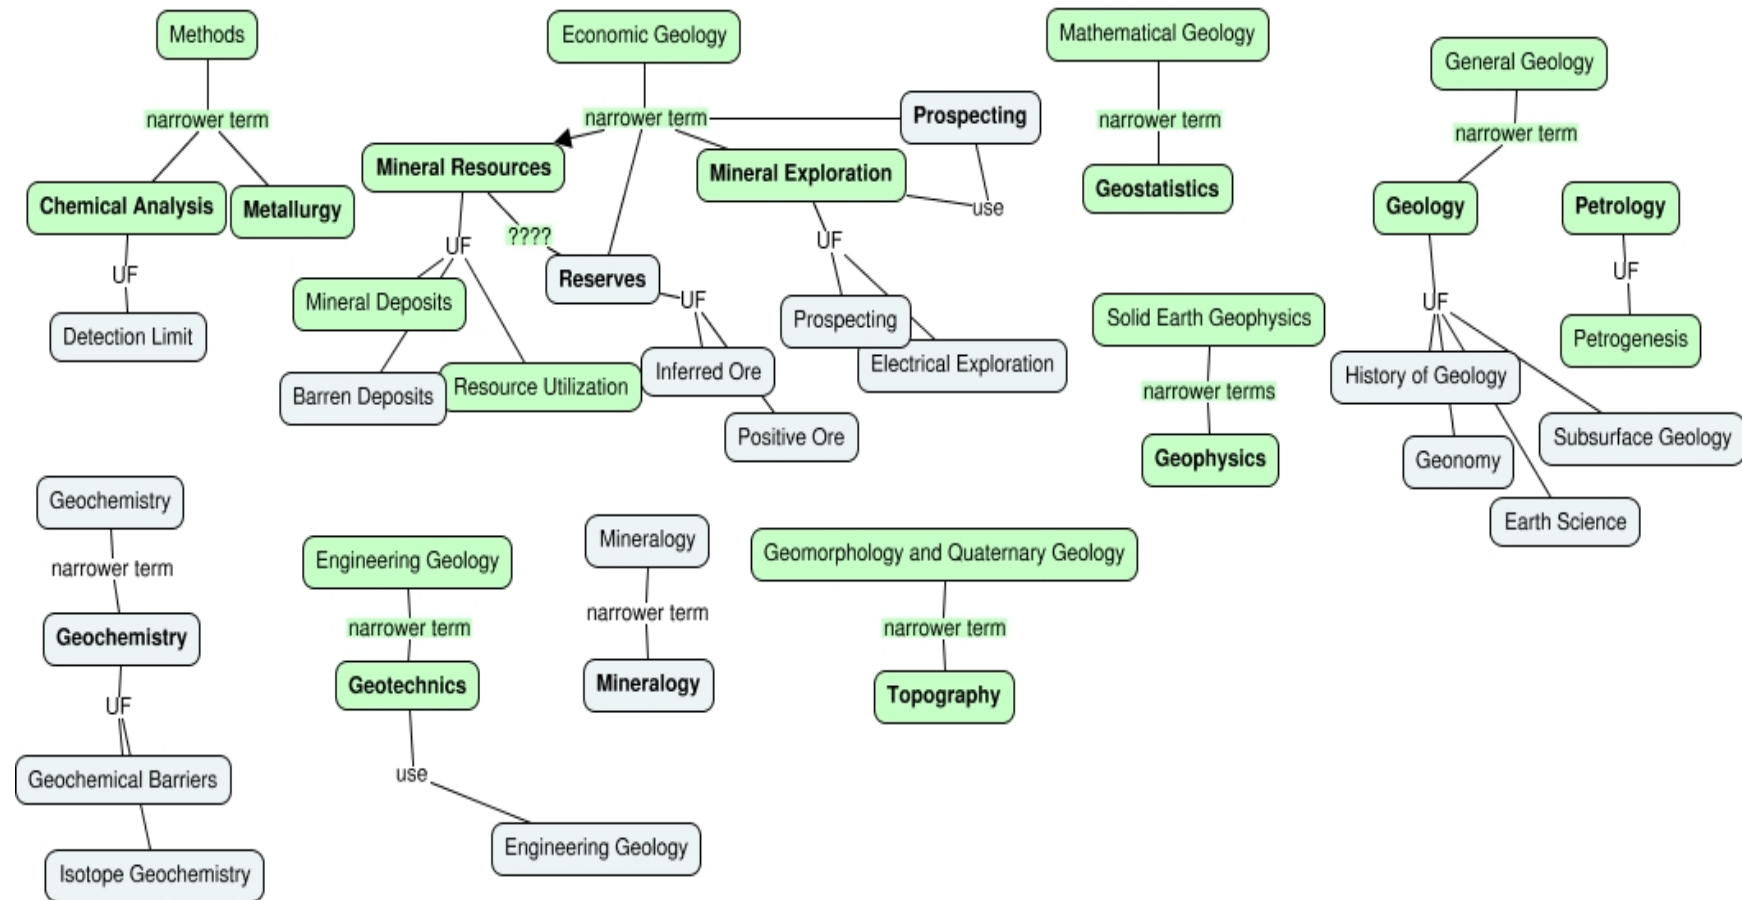 Methods
narrower term
Chemical Analysis
Metallurgy
UF
Detection Limit
Economic Geology
narrower term
Prospecting
Mineral Resources
Mineral Exploration
use
????
UF
UF
Reserves
Mineral Deposits
UF
Prospecting
Inferred Ore
Electrical Exploration
Barren Deposits
Resource Utilization
Positive Ore
Mathematical Geology
narrower term
Geostatistics
Solid Earth Geophysics
narrower terms
Geophysics
General Geology
narrower term
Geology
UF
History of Geology
Geonomy
Subsurface Geology
Earth Science
Petrology
UF
Petrogenesis
Geochemistry
narrower term
Geochemistry
UF
Geochemical Barriers
Isotope Geochemistry
Engineering Geology
narrower term
Geotechnics
use
Engineering Geology
Mineralogy
narrower term
Mineralogy
Geomorphology and Quaternary Geology
narrower term
Topography